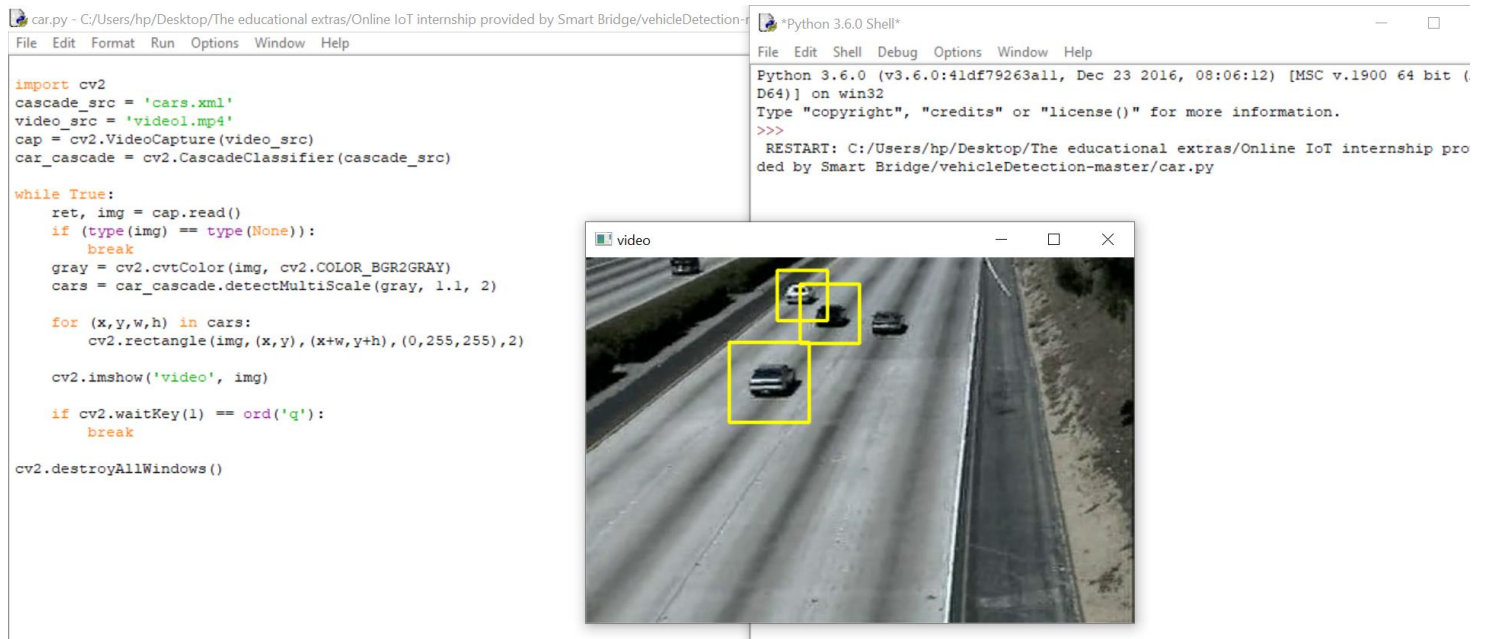 car.py - C:/Users/hp/Desktop/The educational extras/Online IoT internship provided by Smart Bridge/vehicleDetection-
File Edit Format Run Options Window Help
import cv2
cascade_src = 'cars.xml'
video_src = 'video1.mp4'
cap = cv2.VideoCapture(video_src)
car_cascade = cv2.CascadeClassifier(cascade_src)
while True:
    ret, img = cap.read()
    if (type(img) == type(None)):
        break
    gray = cv2.cvtColor(img, cv2.COLOR_BGR2GRAY)
    cars = car_cascade.detectMultiScale(gray, 1.1, 2)
    for (x,y,w,h) in cars:
        cv2.rectangle(img,(x,y),(x+w,y+h),(0,255,255),2)
    cv2.imshow('video', img)
    if cv2.waitKey(1) == ord('q'):
        break
cv2.destroyAllWindows()
*Python 3.6.0 Shell*
File Edit Shell Debug Options Window Help
Python 3.6.0 (v3.6.0:41df79263a11, Dec 23 2016, 08:06:12) [MSC v.1900 64 bit (
D64)] on win32
Type "copyright", "credits" or "license()" for more information.
>>>
 RESTART: C:/Users/hp/Desktop/The educational extras/Online IoT internship pro
ded by Smart Bridge/vehicleDetection-master/car.py
video